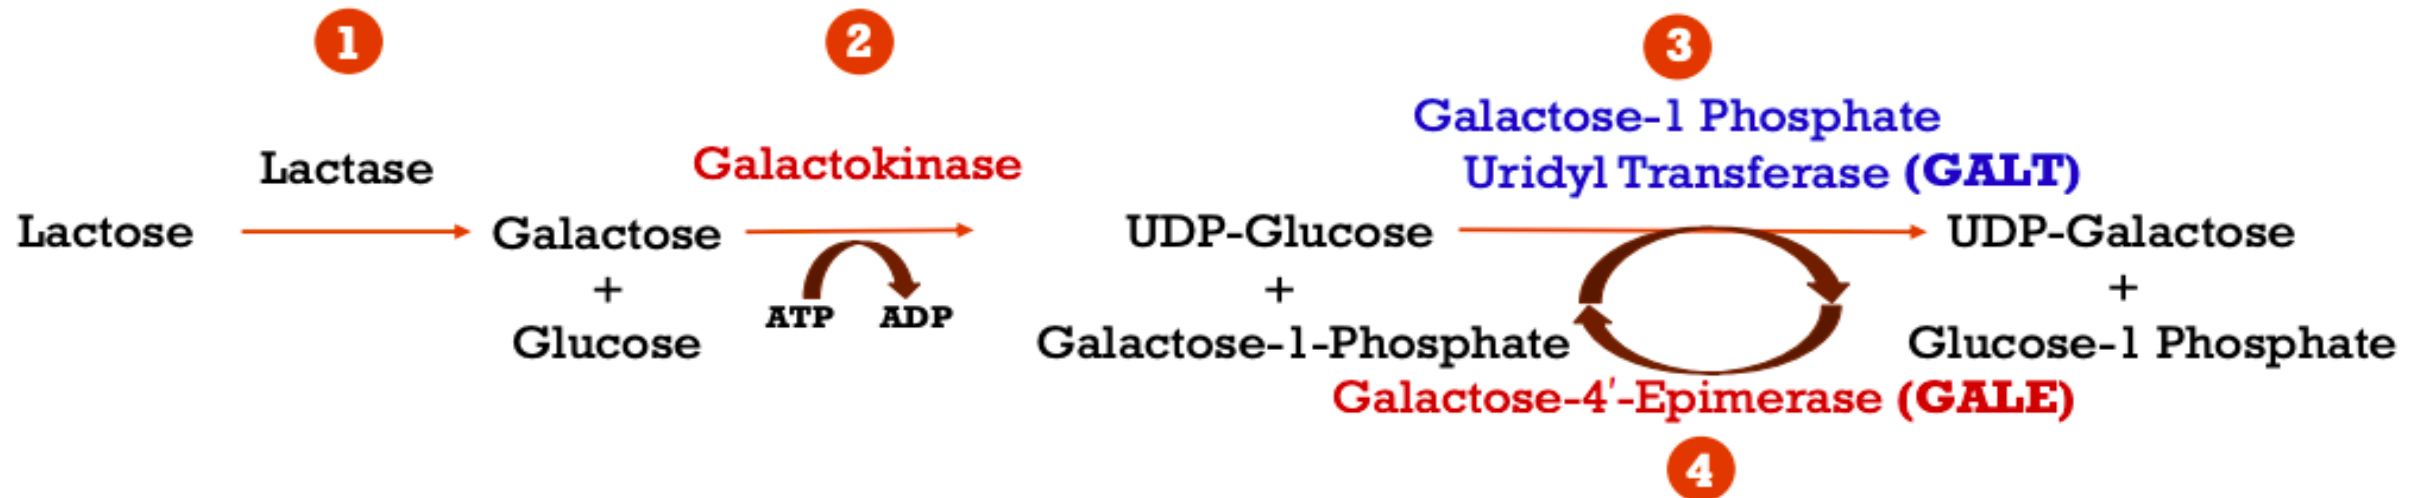 1
2
3
Galactose-1 Phosphate
Uridyl Transferase (GALT)
Lactase
Galactokinase
Lactose
Galactose
UDP-Glucose
UDP-Galactose
+
+
+
ATP
ADP
Glucose
Galactose-1-Phosphate
Glucose-1 Phosphate
Galactose-4′-Epimerase (GALE)
4